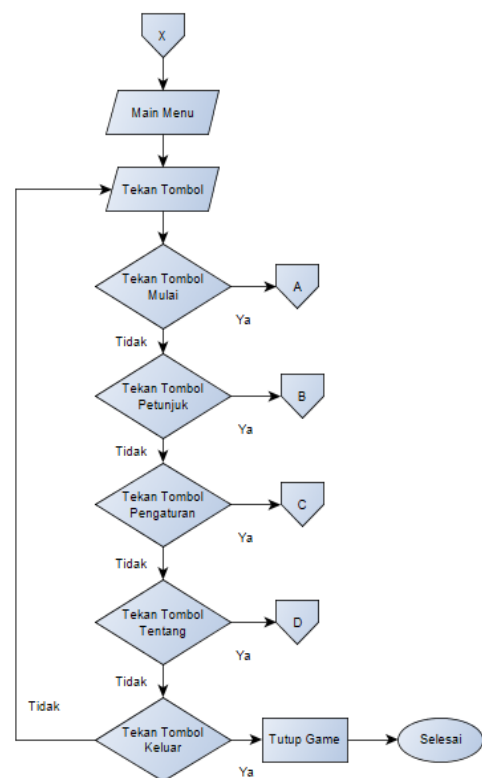 X
Main Menu
Tekan Tombol
Tekan Tombol
Mulai
A
Ya
Tidak
Tekan Tombol
Petunjuk
B
Ya
Tidak
Tekan Tombol
Pengaturan
C
Ya
Tidak
Tekan Tombol
Tentang
D
Ya
Tidak
Tidak
Tekan Tombol
Keluar
Ya
Tutup Game
Selesai